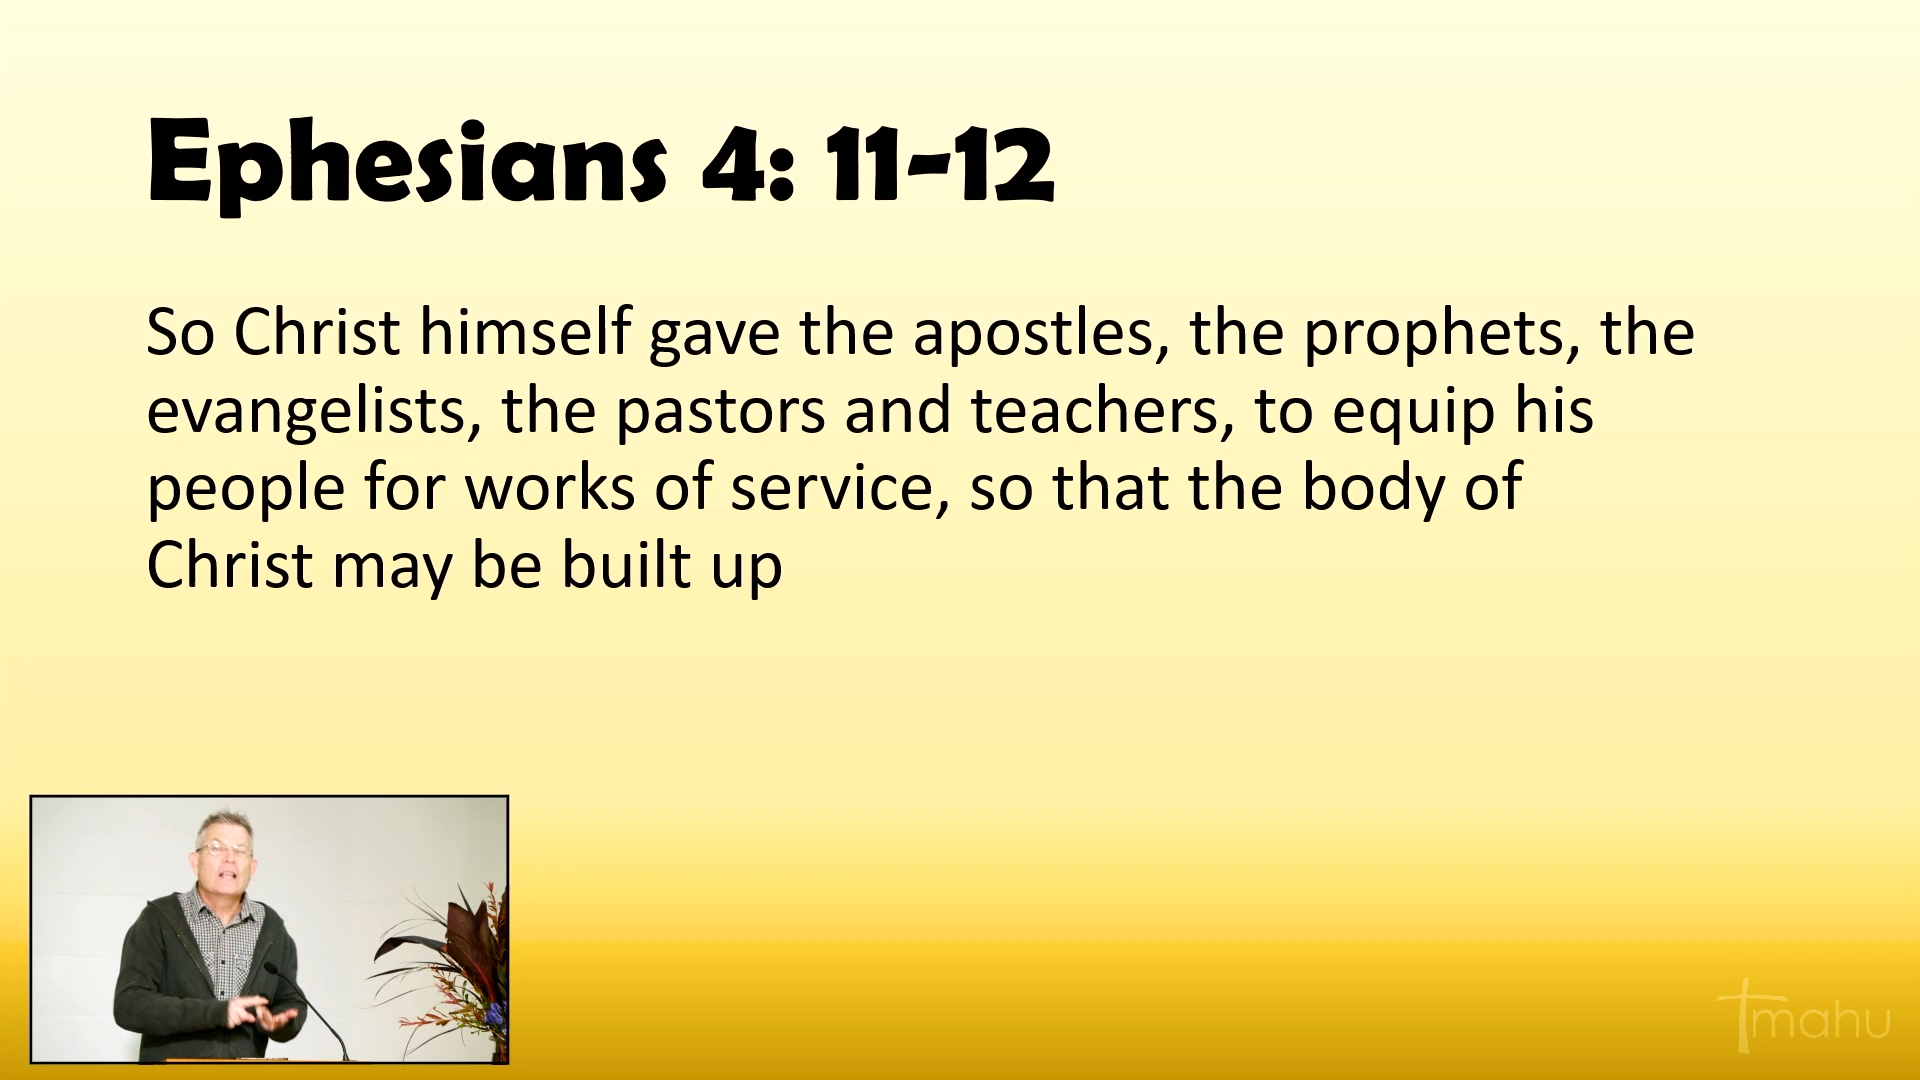 Ephesians 4: 11-12
So Christ himself gave the apostles, the prophets, the
evangelists, the pastors and teachers, to equip his
people for works of service, so that the body of
Christ may be built up
mahu